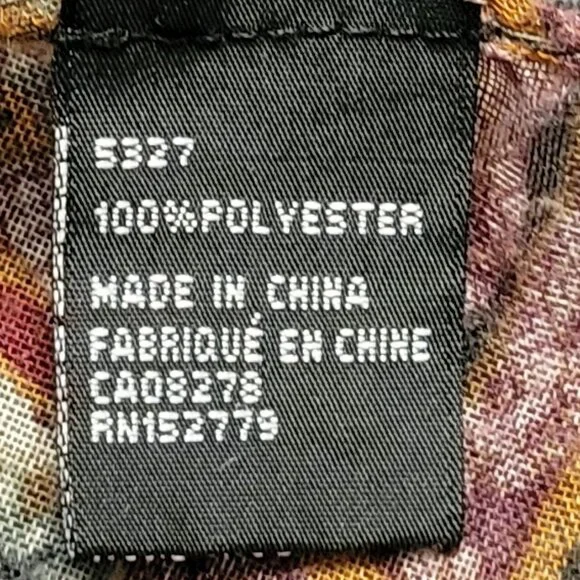 5327
100%POLYESTER
MADE IN CHINA
FABRIQUÉ EN CHINE
CA08278
RN152779